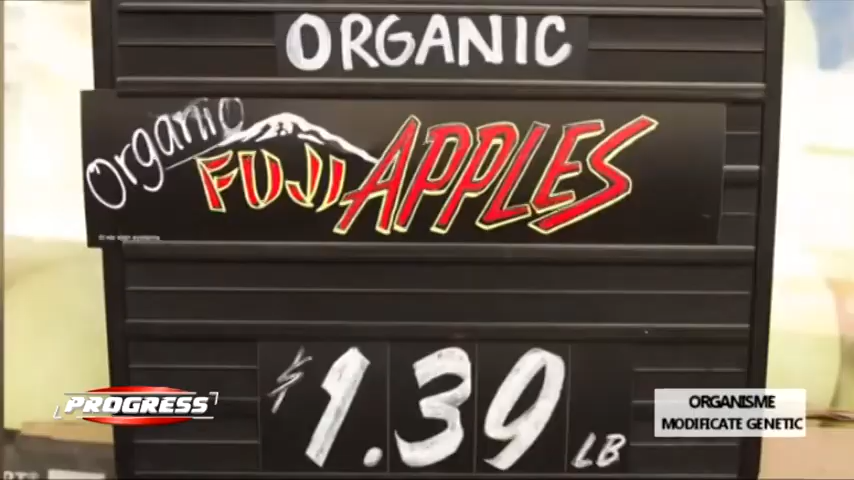 ORGANIC
Organic
FUJI APPLES
$1.39 LB
PROGRESS
ORGANISME
MODIFICATE GENETIC